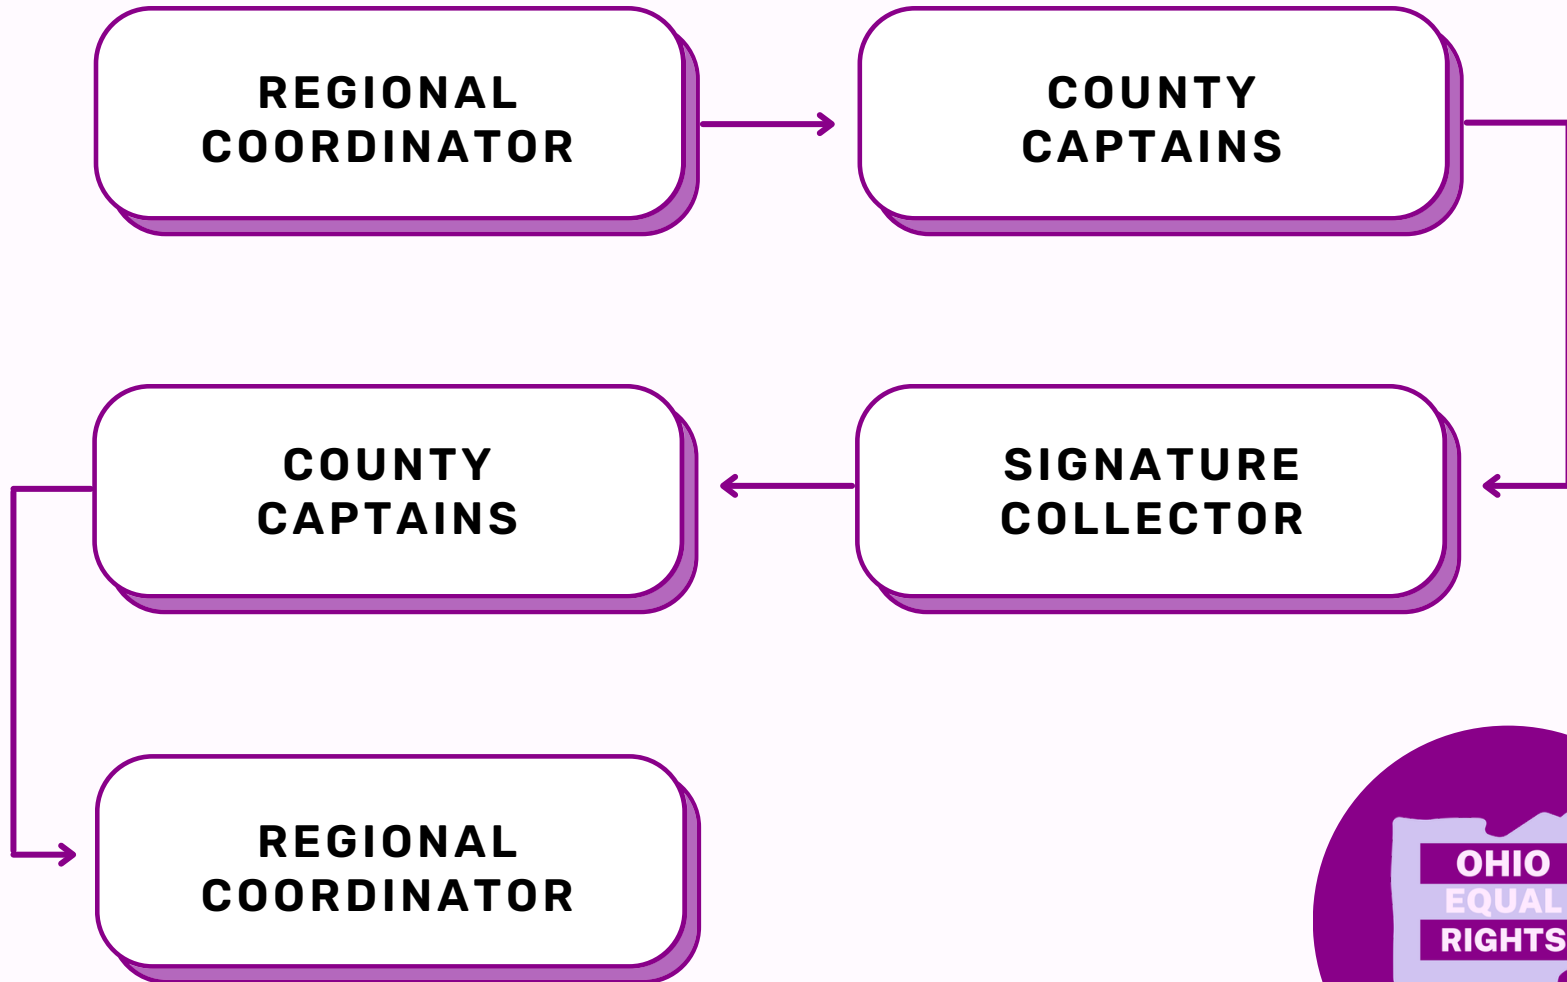 REGIONAL
COORDINATOR
COUNTY
CAPTAINS
COUNTY
CAPTAINS
SIGNATURE
COLLECTOR
REGIONAL
COORDINATOR
OHIO
EQUAL
RIGHTS